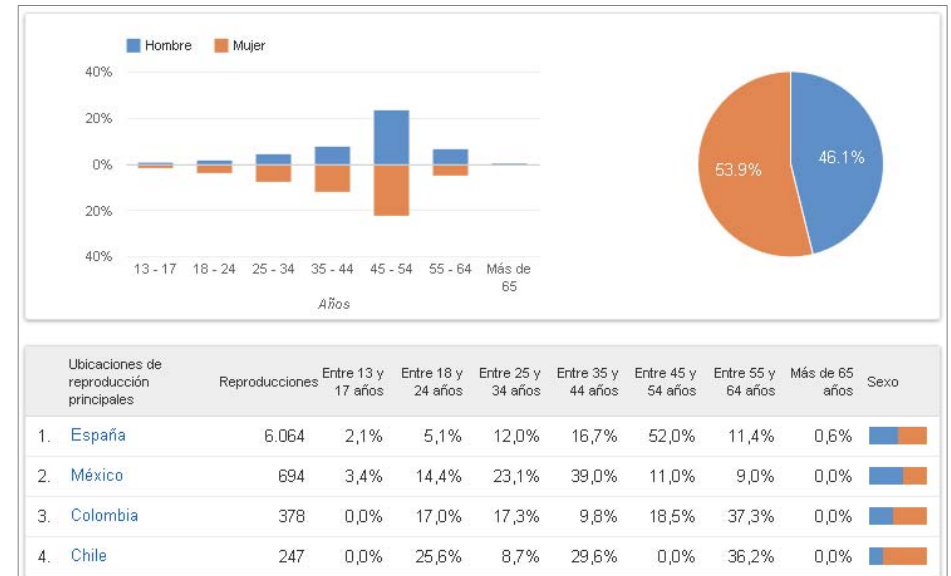 Hombre Mujer
40%
20%
0%
20%
40%
13 - 17 18 - 24 25 - 34 35 - 44 45 - 54 55 - 64 Más de
65
Años
53.9% 46.1%
Ubicaciones de
reproducción
principales
Reproducciones
Entre 13 y
17 años
Entre 18 y
24 años
Entre 25 y
34 años
Entre 35 y
44 años
Entre 45 y
54 años
Entre 55 y
64 años
Más de 65
años
Sexo
1. España 6.064 2,1% 5,1% 12,0% 16,7% 52,0% 11,4% 0,6%
2. México 694 3,4% 14,4% 23,1% 39,0% 11,0% 9,0% 0,0%
3. Colombia 378 0,0% 17,0% 17,3% 9,8% 18,5% 37,3% 0,0%
4. Chile 247 0,0% 25,6% 8,7% 29,6% 0,0% 36,2% 0,0%